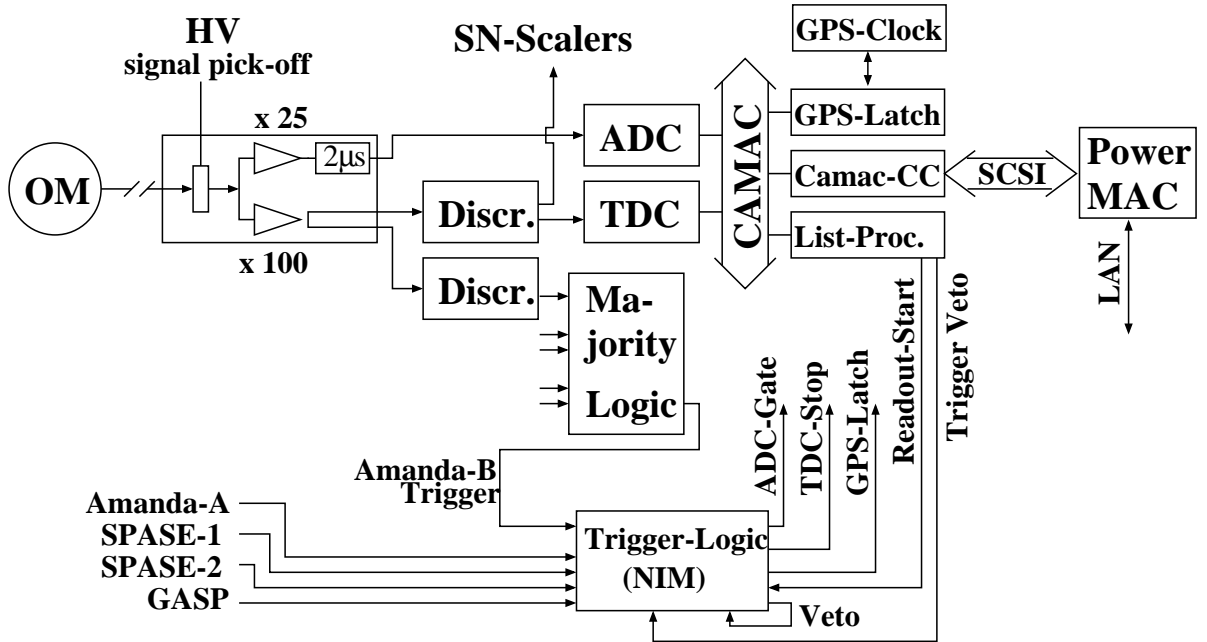 HV
signal pick-off
SN-Scalers
GPS-Clock
x 25
ADC
CAMAC
GPS-Latch
OM
2μs
Power
MAC
Camac-CC
SCSI
Discr.
TDC
List-Proc.
x 100
Discr.
Ma-
jority
Logic
LAN
Readout-Start
Trigger Veto
ADC-Gate
TDC-Stop
GPS-Latch
Amanda-B
Trigger
Amanda-A
SPASE-1
SPASE-2
GASP
Trigger-Logic
(NIM)
Veto